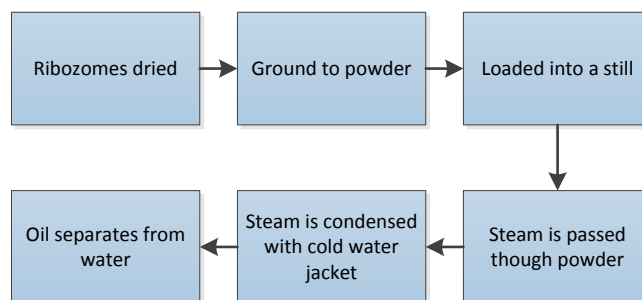 Ribozomes dried
Ground to powder
Loaded into a still
Steam is passed
though powder
Steam is condensed
with cold water
jacket
Oil separates from
water